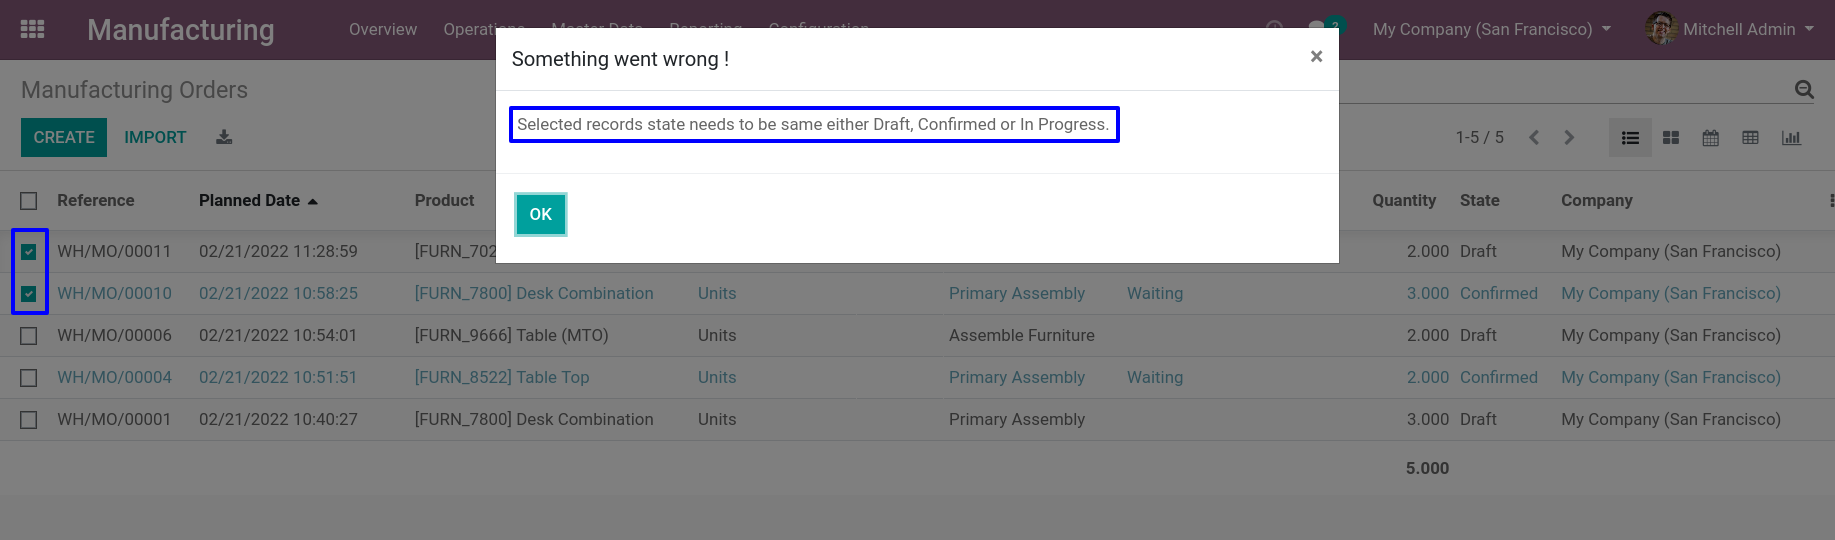 Manufacturing Overview Operations Master Data Reporting Configuration My Company (San Francisco) Mitchell Admin
Something went wrong ! ×
Manufacturing Orders
Selected records state needs to be same either Draft, Confirmed or In Progress.
CREATE IMPORT 1-5 / 5
Reference Planned Date Product Quantity State Company
OK
WH/MO/00011 02/21/2022 11:28:59 [FURN_702 2.000 Draft My Company (San Francisco)
WH/MO/00010 02/21/2022 10:58:25 [FURN_7800] Desk Combination Units Primary Assembly Waiting 3.000 Confirmed My Company (San Francisco)
WH/MO/00006 02/21/2022 10:54:01 [FURN_9666] Table (MTO) Units Assemble Furniture 2.000 Draft My Company (San Francisco)
WH/MO/00004 02/21/2022 10:51:51 [FURN_8522] Table Top Units Primary Assembly Waiting 2.000 Confirmed My Company (San Francisco)
WH/MO/00001 02/21/2022 10:40:27 [FURN_7800] Desk Combination Units Primary Assembly 3.000 Draft My Company (San Francisco)
5.000